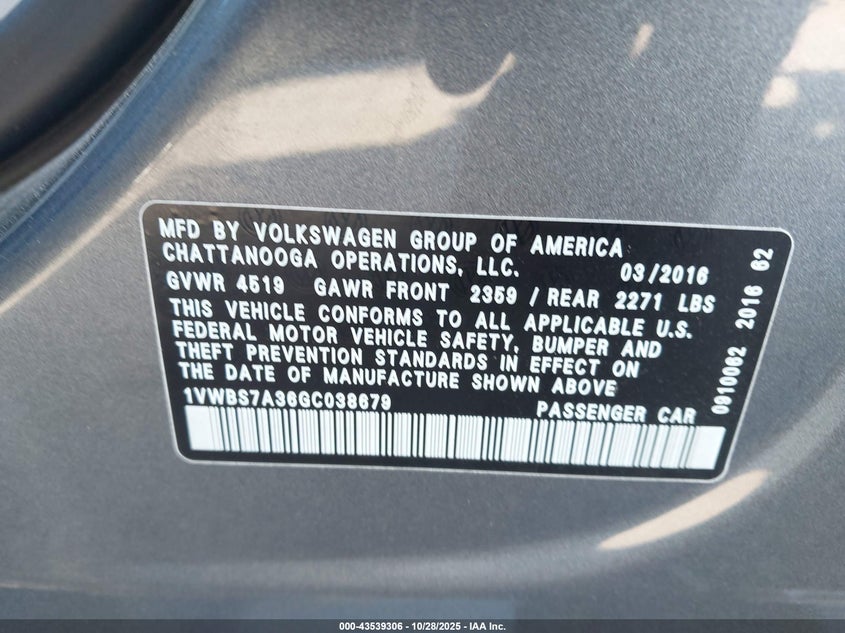 MFD BY VOLKSWAGEN GROUP OF AMERICA
CHATTANOOGA OPERATIONS, LLC. 03/2016
GVWR 4519 GAWR FRONT 2359 / REAR 2271 LBS
THIS VEHICLE CONFORMS TO ALL APPLICABLE U.S.
FEDERAL MOTOR VEHICLE SAFETY, BUMPER AND
THEFT PREVENTION STANDARDS IN EFFECT ON
THE DATE OF MANUFACTURE SHOWN ABOVE
1VWBS7A36GC038679 PASSENGER CAR
0910062 2016 62
000-43539306 | 10/28/2025 - IAA Inc.